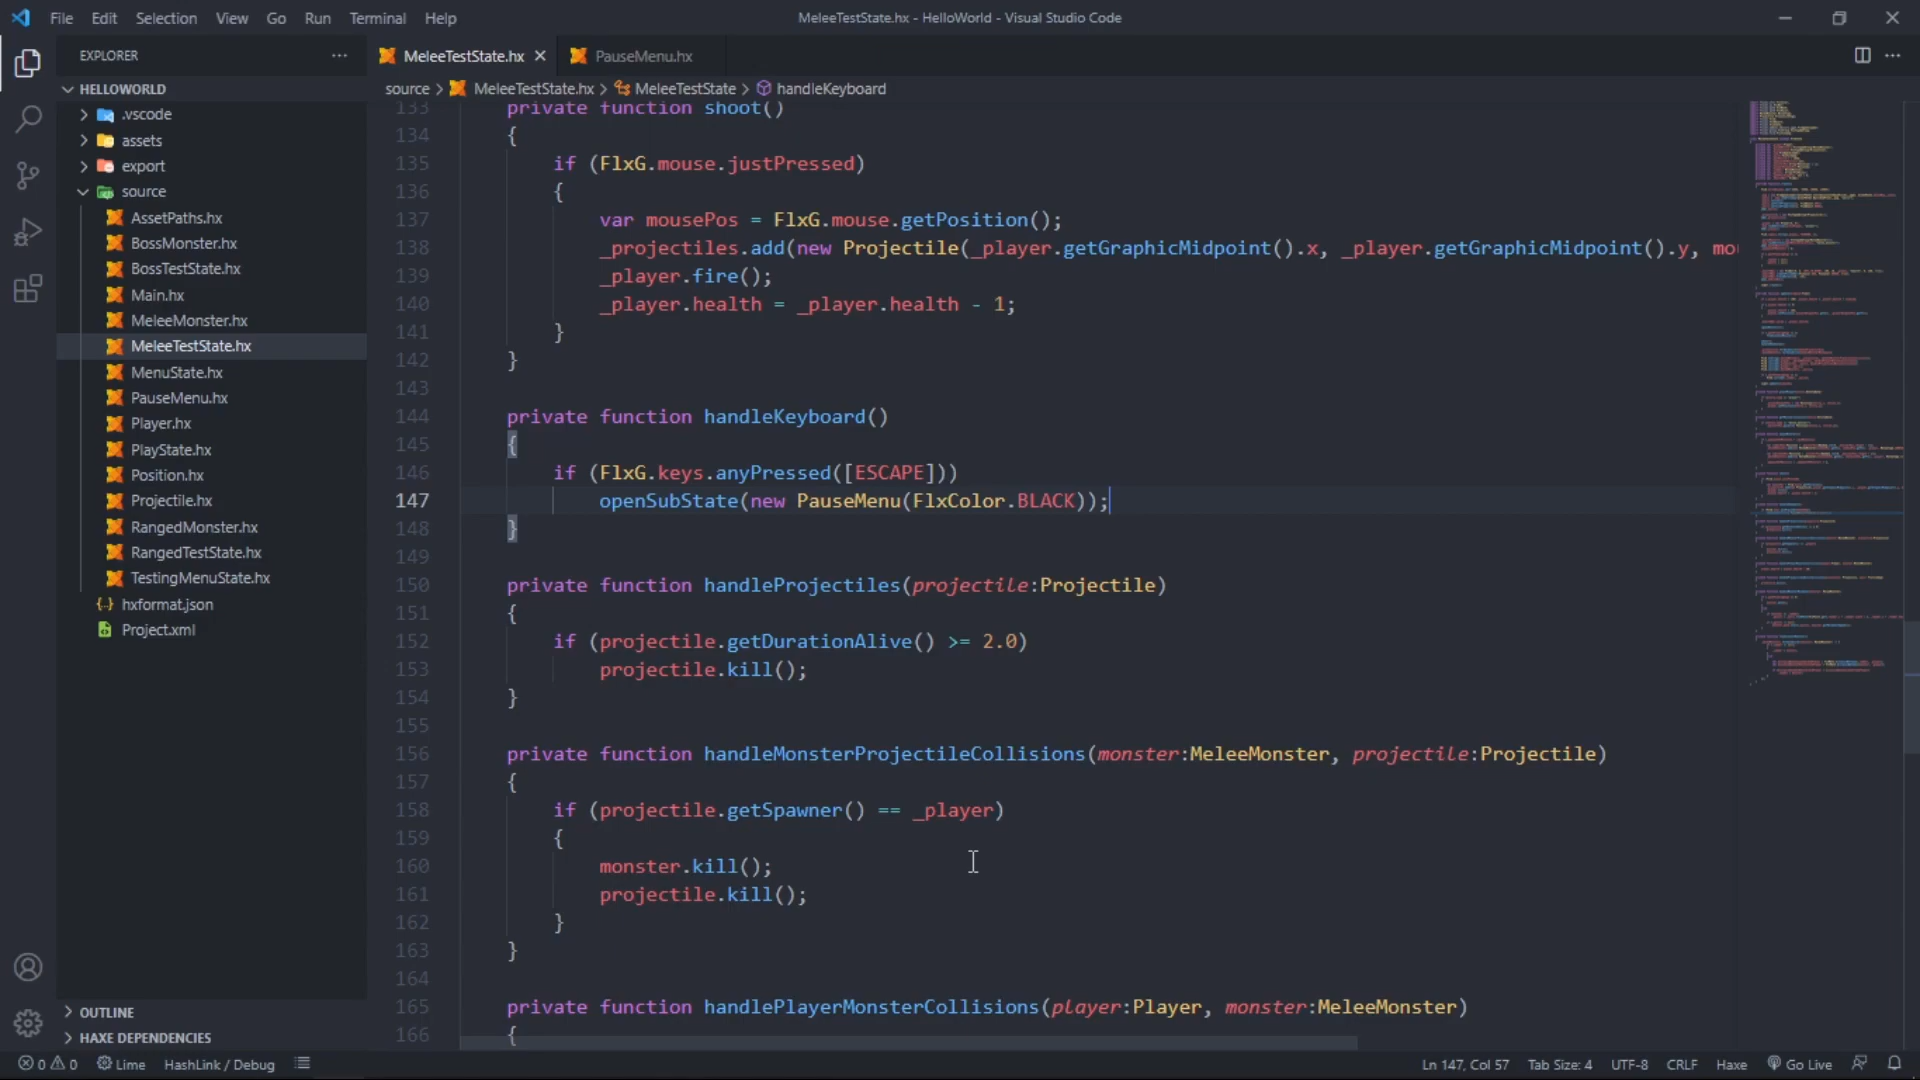 File Edit Selection View Go Run Terminal Help
MeleeTestState.hx - HelloWorld - Visual Studio Code
EXPLORER
MeleeTestState.hx
PauseMenu.hx
HELLOWORLD
source > MeleeTestState.hx > MeleeTestState > handleKeyboard
.vscode
assets
export
source
AssetPaths.hx
BossMonster.hx
BossTestState.hx
Main.hx
MeleeMonster.hx
MeleeTestState.hx
MenuState.hx
PauseMenu.hx
Player.hx
PlayState.hx
Position.hx
Projectile.hx
RangedMonster.hx
RangedTestState.hx
TestingMenuState.hx
hxformat.json
Project.xml
OUTLINE
HAXE DEPENDENCIES
133 private function shoot()
134 {
135 if (FlxG.mouse.justPressed)
136 {
137 var mousePos = FlxG.mouse.getPosition();
138 _projectiles.add(new Projectile(_player.getGraphicMidpoint().x, _player.getGraphicMidpoint().y, mo
139 _player.fire();
140 _player.health = _player.health - 1;
141 }
142 }
143
144 private function handleKeyboard()
145 {
146 if (FlxG.keys.anyPressed([ESCAPE]))
147 openSubState(new PauseMenu(FlxColor.BLACK));
148 }
149
150 private function handleProjectiles(projectile:Projectile)
151 {
152 if (projectile.getDurationAlive() >= 2.0)
153 projectile.kill();
154 }
155
156 private function handleMonsterProjectileCollisions(monster:MeleeMonster, projectile:Projectile)
157 {
158 if (projectile.getSpawner() == _player)
159 {
160 monster.kill();
161 projectile.kill();
162 }
163 }
164
165 private function handlePlayerMonsterCollisions(player:Player, monster:MeleeMonster)
166 {
0 0 Lime HashLink / Debug
Ln 147, Col 57 Tab Size: 4 UTF-8 CRLF Haxe Go Live